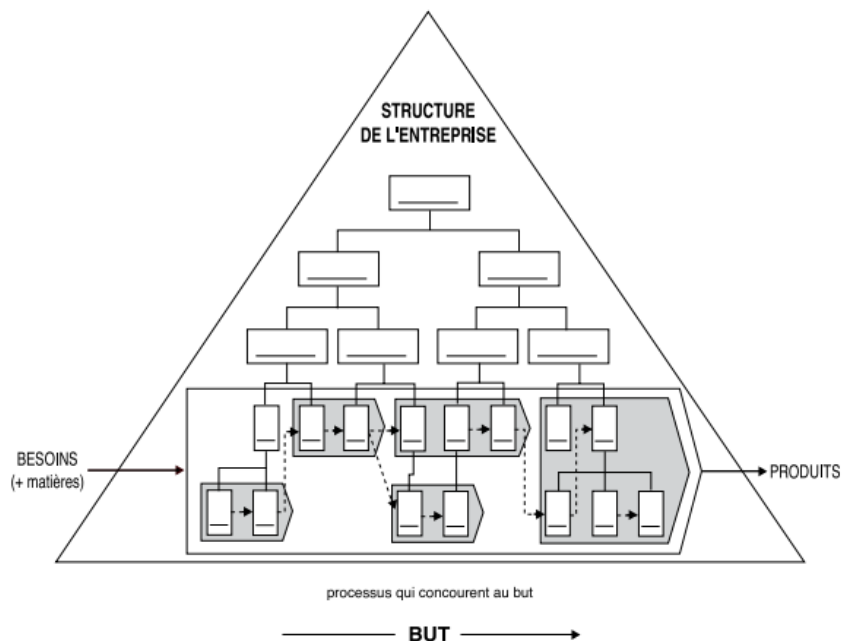 STRUCTURE
DE L'ENTREPRISE
BESOINS
(+ matières)
PRODUITS
processus qui concourent au but
BUT